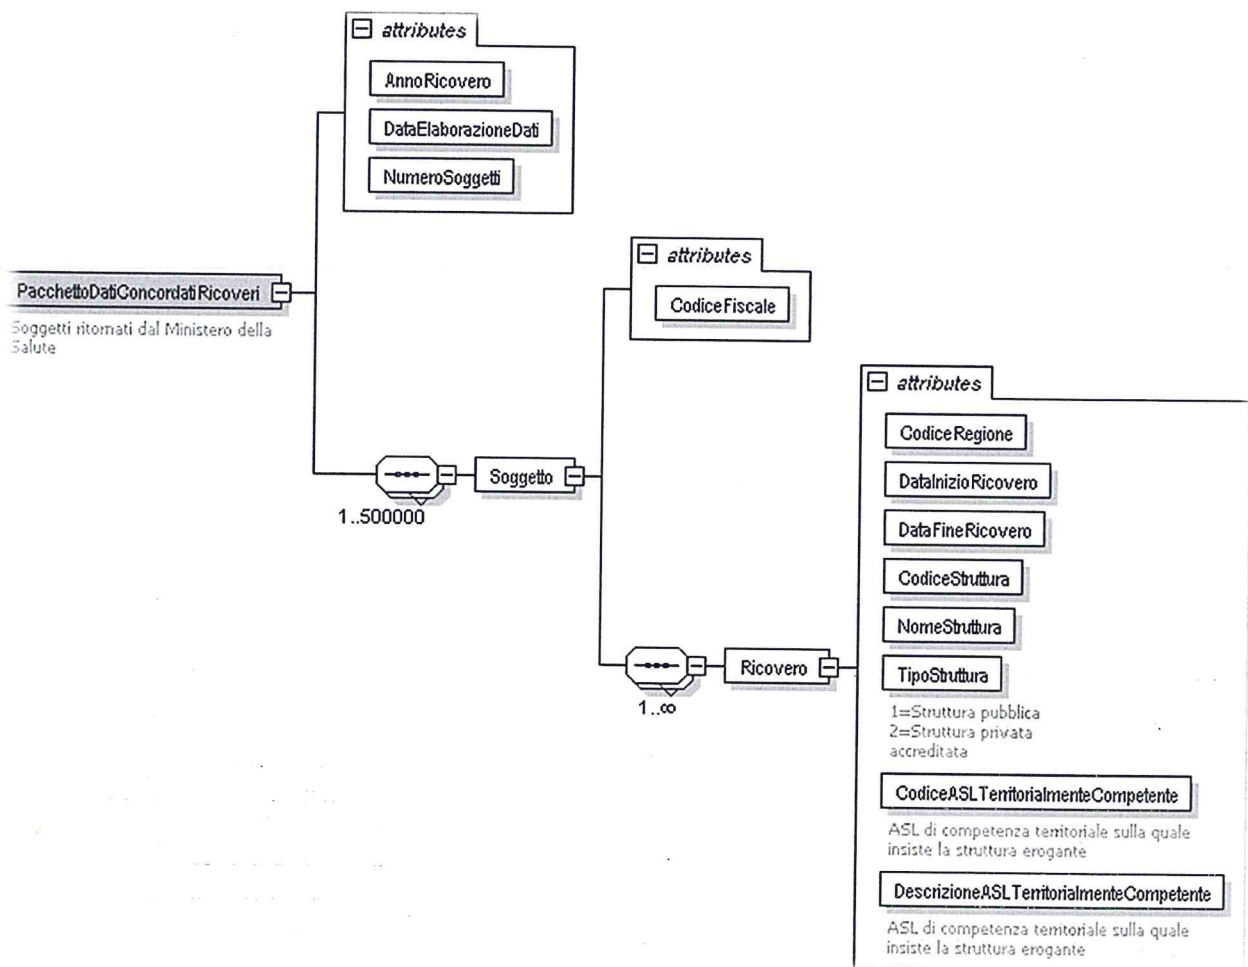 attributes
AnnoRicovero
DataElaborazioneDati
NumeroSoggetti
PacchettoDatiConcordatiRicoveri
Soggetti ritornati dal Ministero della
Salute
1..500000
Soggetto
attributes
CodiceFiscale
1..∞
Ricovero
attributes
CodiceRegione
DataInizioRicovero
DataFineRicovero
CodiceStruttura
NomeStruttura
TipoStruttura
1=Struttura pubblica
2=Struttura privata
accreditata
CodiceASLTerritorialmenteCompetente
ASL di competenza territoriale sulla quale
insiste la struttura erogante
DescrizioneASLTerritorialmenteCompetente
ASL di competenza territoriale sulla quale
insiste la struttura erogante